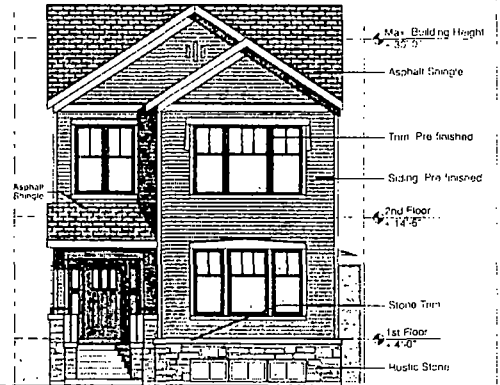 Max. Building Height
+ 30'-0"
Asphalt Shingle
Trim Pre finished
Siding Pre finished
Asphalt
Shingle
2nd Floor
+ 14'-6"
Stone Trim
1st Floor
+ 4'-0"
Rustic Stone